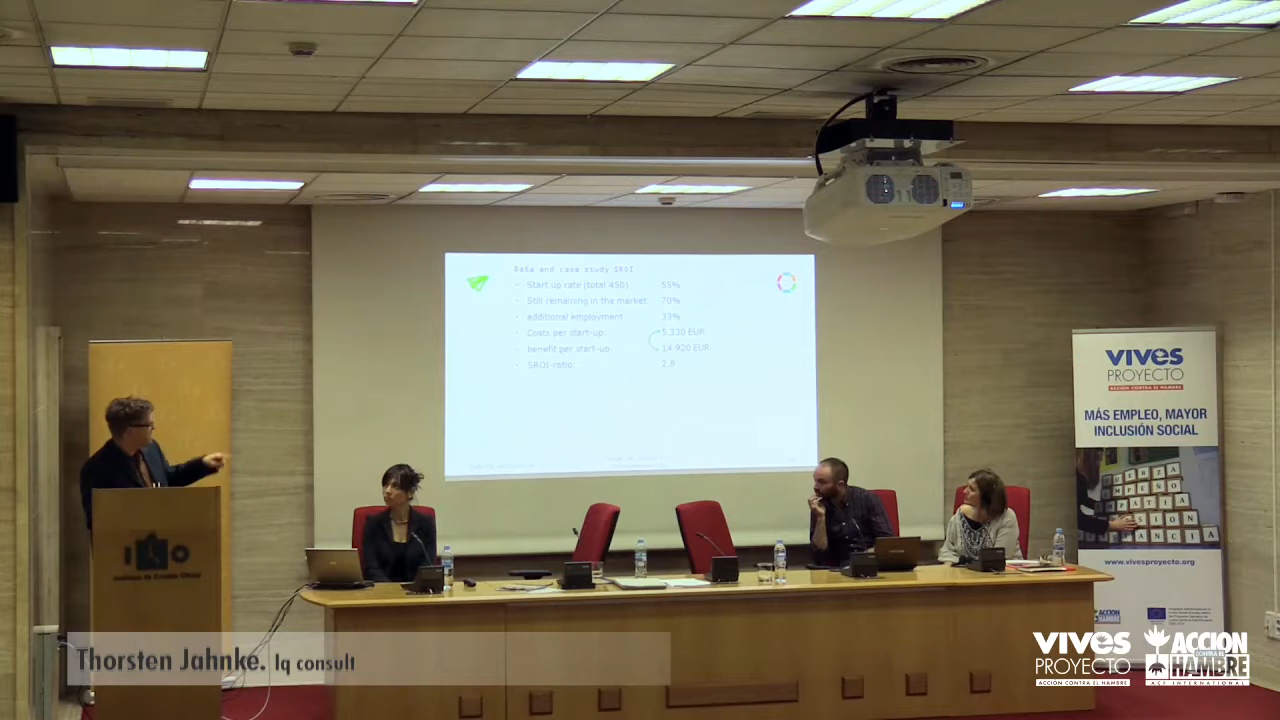 Data and case study SROI
Start up rate (total 450) 55%
Still remaining in the market 70%
additional employment 33%
Costs per start-up: 5.330 EUR
benefit per start-up: 14.920 EUR
SROI-ratio: 2,8
VIVES
PROYECTO
ACCIÓN CONTRA EL HAMBRE
MÁS EMPLEO, MAYOR
INCLUSIÓN SOCIAL
www.vivesproyecto.org
ACCION
HAMBRE
Thorsten Jahnke. Iq consult
VIVES
PROYECTO
ACCIÓN CONTRA EL HAMBRE
ACCION
CONTRA EL
HAMBRE
ACF INTERNATIONAL